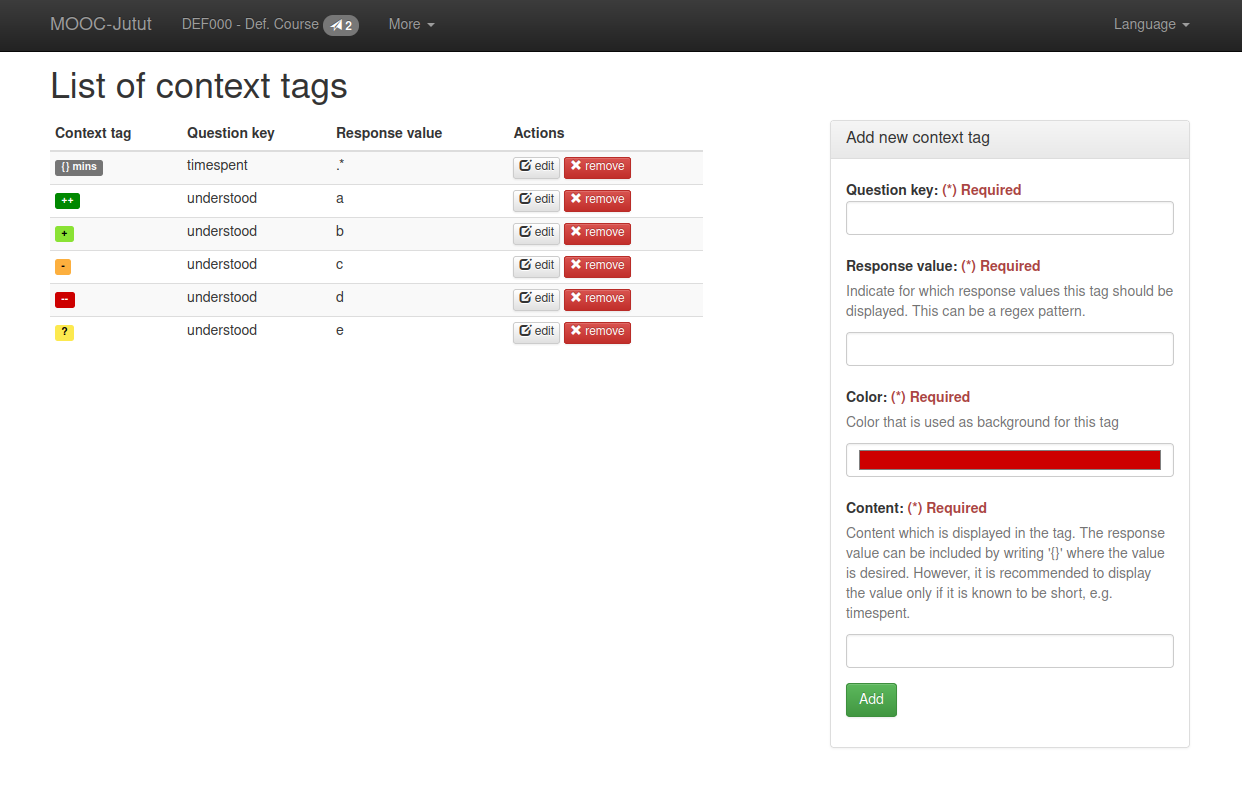 MOOC-Jutut DEF000 - Def. Course 2 More Language
List of context tags
Context tag Question key Response value Actions
{} mins timespent .* edit remove
++ understood a edit remove
+ understood b edit remove
- understood c edit remove
-- understood d edit remove
? understood e edit remove
Add new context tag
Question key: (*) Required
Response value: (*) Required
Indicate for which response values this tag should be
displayed. This can be a regex pattern.
Color: (*) Required
Color that is used as background for this tag
Content: (*) Required
Content which is displayed in the tag. The response
value can be included by writing '{}' where the value
is desired. However, it is recommended to display
the value only if it is known to be short, e.g.
timespent.
Add